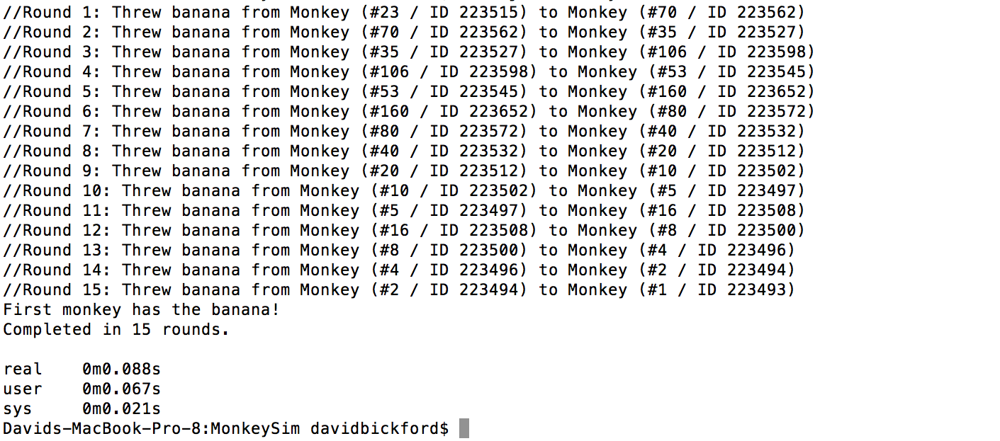 //Round 1: Threw banana from Monkey (#23 / ID 223515) to Monkey (#70 / ID 223562)
//Round 2: Threw banana from Monkey (#70 / ID 223562) to Monkey (#35 / ID 223527)
//Round 3: Threw banana from Monkey (#35 / ID 223527) to Monkey (#106 / ID 223598)
//Round 4: Threw banana from Monkey (#106 / ID 223598) to Monkey (#53 / ID 223545)
//Round 5: Threw banana from Monkey (#53 / ID 223545) to Monkey (#160 / ID 223652)
//Round 6: Threw banana from Monkey (#160 / ID 223652) to Monkey (#80 / ID 223572)
//Round 7: Threw banana from Monkey (#80 / ID 223572) to Monkey (#40 / ID 223532)
//Round 8: Threw banana from Monkey (#40 / ID 223532) to Monkey (#20 / ID 223512)
//Round 9: Threw banana from Monkey (#20 / ID 223512) to Monkey (#10 / ID 223502)
//Round 10: Threw banana from Monkey (#10 / ID 223502) to Monkey (#5 / ID 223497)
//Round 11: Threw banana from Monkey (#5 / ID 223497) to Monkey (#16 / ID 223508)
//Round 12: Threw banana from Monkey (#16 / ID 223508) to Monkey (#8 / ID 223500)
//Round 13: Threw banana from Monkey (#8 / ID 223500) to Monkey (#4 / ID 223496)
//Round 14: Threw banana from Monkey (#4 / ID 223496) to Monkey (#2 / ID 223494)
//Round 15: Threw banana from Monkey (#2 / ID 223494) to Monkey (#1 / ID 223493)
First monkey has the banana!
Completed in 15 rounds.

real    0m0.088s
user    0m0.067s
sys     0m0.021s
Davids-MacBook-Pro-8:MonkeySim davidbickford$